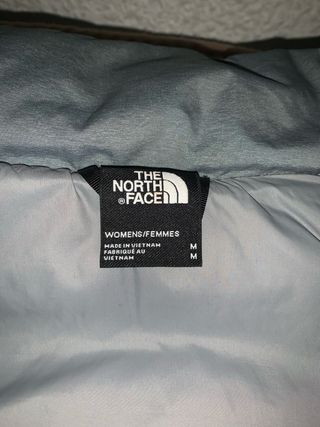 THE
NORTH
® FACE
WOMENS/FEMMES
MADE IN VIETNAM M
FABRIQUÉ AU M
VIETNAM